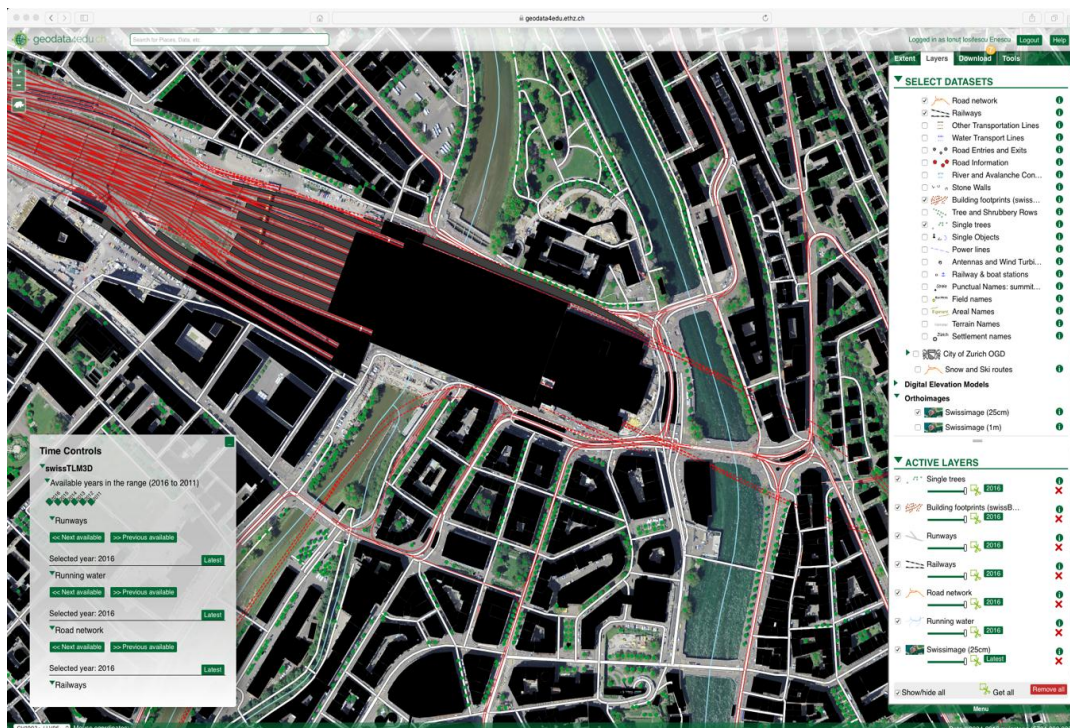 geodata.ethz.ch
geodata4edu.ch
Search for Places, Data, etc.
Logged in as Ionut Iosifescu Enescu
Logout
Help
Extent Layers Download Tools
SELECT DATASETS
Road network
Railways
Other Transportation Lines
Water Transport Lines
Road Entries and Exits
Road Information
River and Avalanche Con...
Stone Walls
Building footprints (swiss...
Tree and Shrubbery Rows
Single trees
Single Objects
Power lines
Antennas and Wind Turbi...
Railway & boat stations
Punctual Names: summit...
Field names
Areal Names
Terrain Names
Settlement names
City of Zurich OGD
Snow and Ski routes
Digital Elevation Models
Orthoimages
Swissimage (25cm)
Swissimage (1m)
ACTIVE LAYERS
Single trees
2016
Building footprints (swissB...
2016
Runways
2016
Railways
2016
Road network
2016
Running water
2016
Swissimage (25cm)
Latest
Show/hide all
Get all
Remove all
Menu
Time Controls
swissTLM3D
Available years in the range (2016 to 2011)
Runways
<< Next available >> Previous available
Selected year: 2016 Latest
Running water
<< Next available >> Previous available
Selected year: 2016 Latest
Road network
<< Next available >> Previous available
Selected year: 2016 Latest
Railways